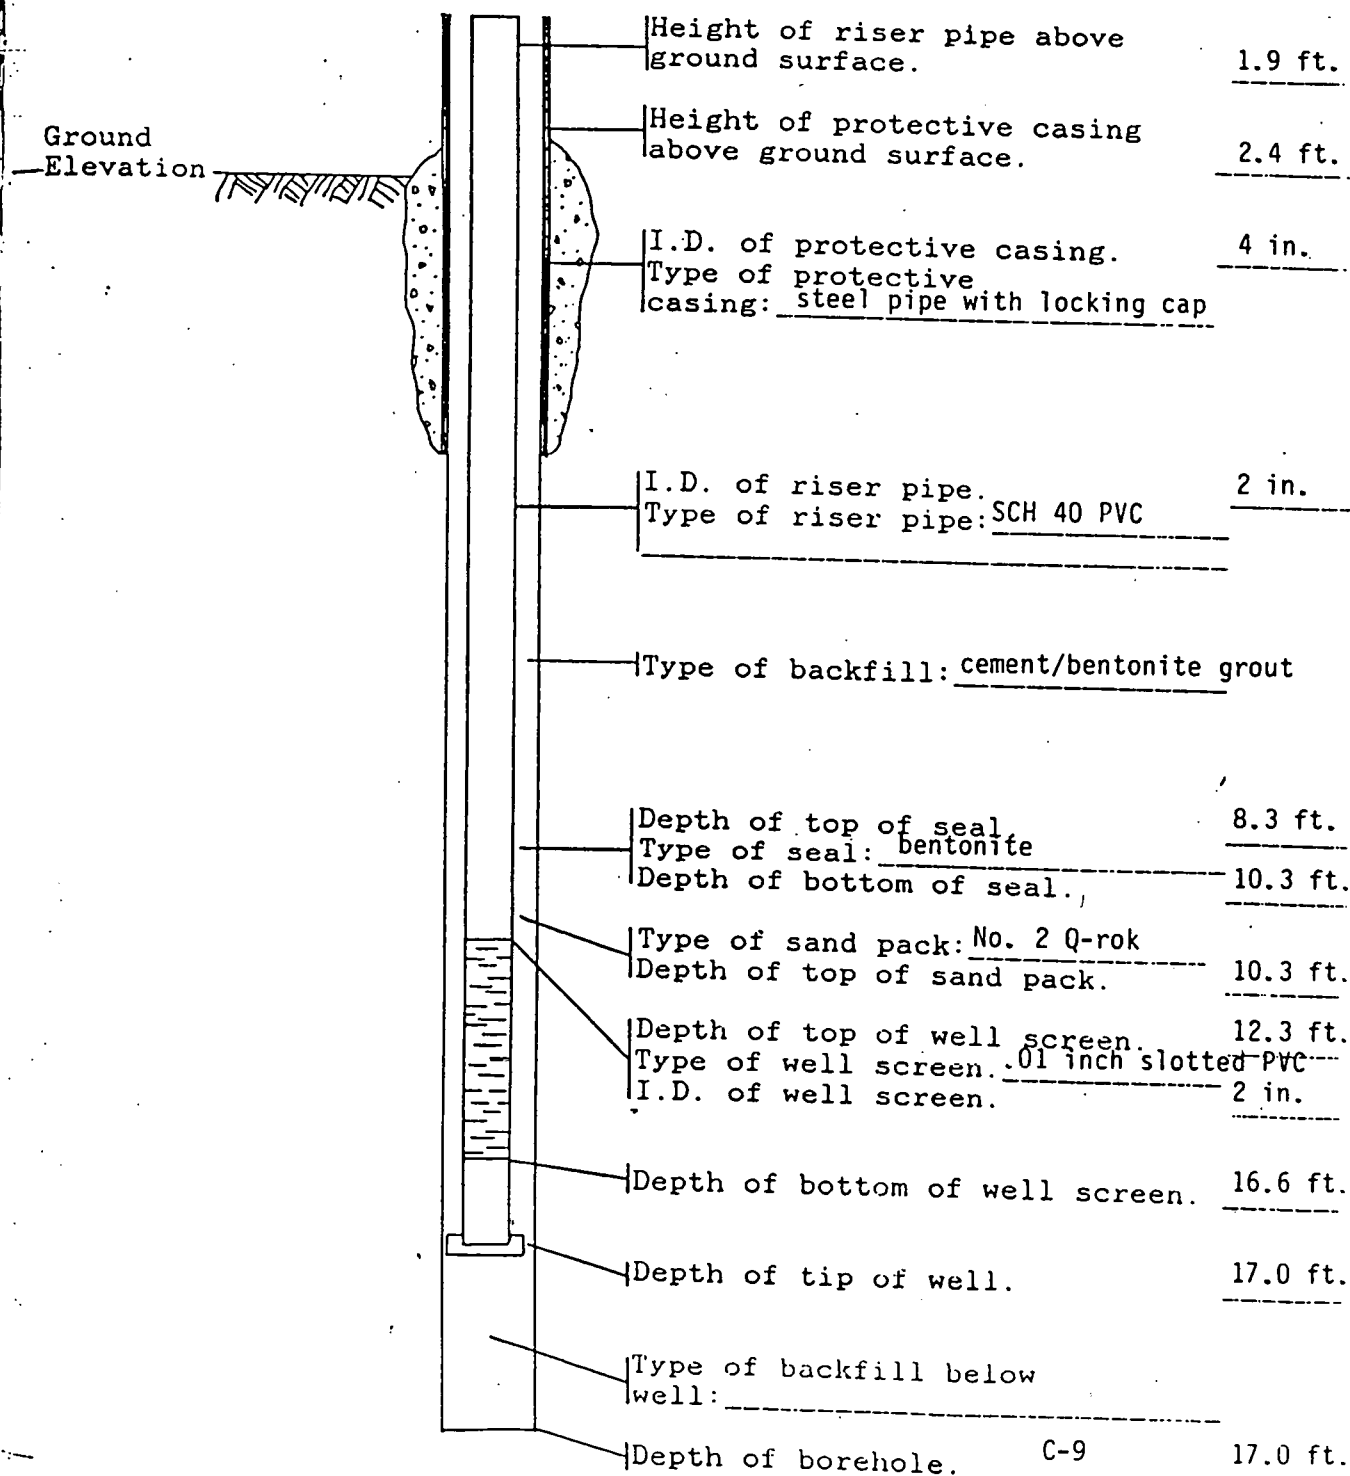 Height of riser pipe above
ground surface. 1.9 ft.
Height of protective casing
above ground surface. 2.4 ft.
Ground
Elevation
I.D. of protective casing. 4 in.
Type of protective
casing: steel pipe with locking cap
I.D. of riser pipe. 2 in.
Type of riser pipe: SCH 40 PVC
Type of backfill: cement/bentonite grout
Depth of top of seal. 8.3 ft.
Type of seal: bentonite
Depth of bottom of seal. 10.3 ft.
Type of sand pack: No. 2 Q-rok
Depth of top of sand pack. 10.3 ft.
Depth of top of well screen. 12.3 ft.
Type of well screen. .01 inch slotted PVC
I.D. of well screen. 2 in.
Depth of bottom of well screen. 16.6 ft.
Depth of tip of well. 17.0 ft.
Type of backfill below
well:
Depth of borehole. C-9 17.0 ft.